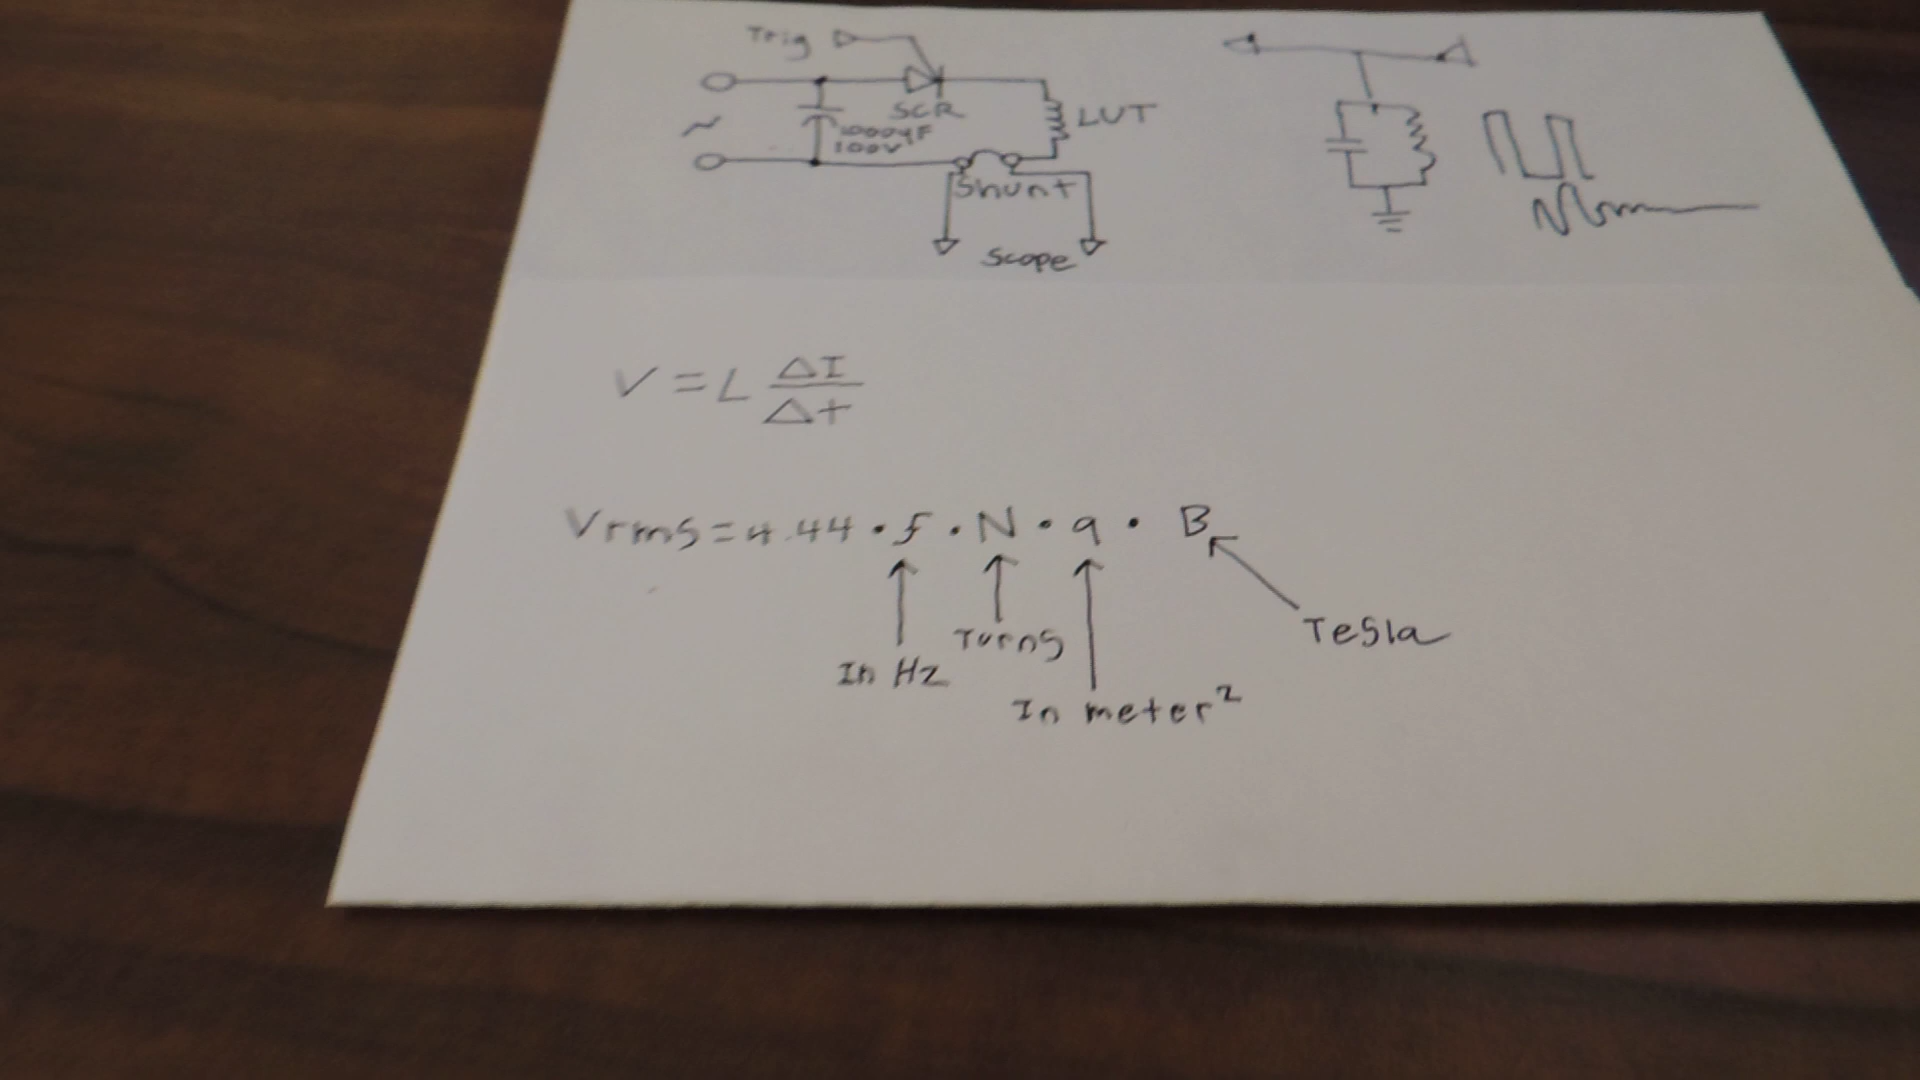 Trig
SCR
LUT
1000µF
100V
~
Shunt
Scope
V = L ΔI/Δt
Vrms = 4.44 · f · N · a · B
In Hz
Turns
In meter²
Tesla